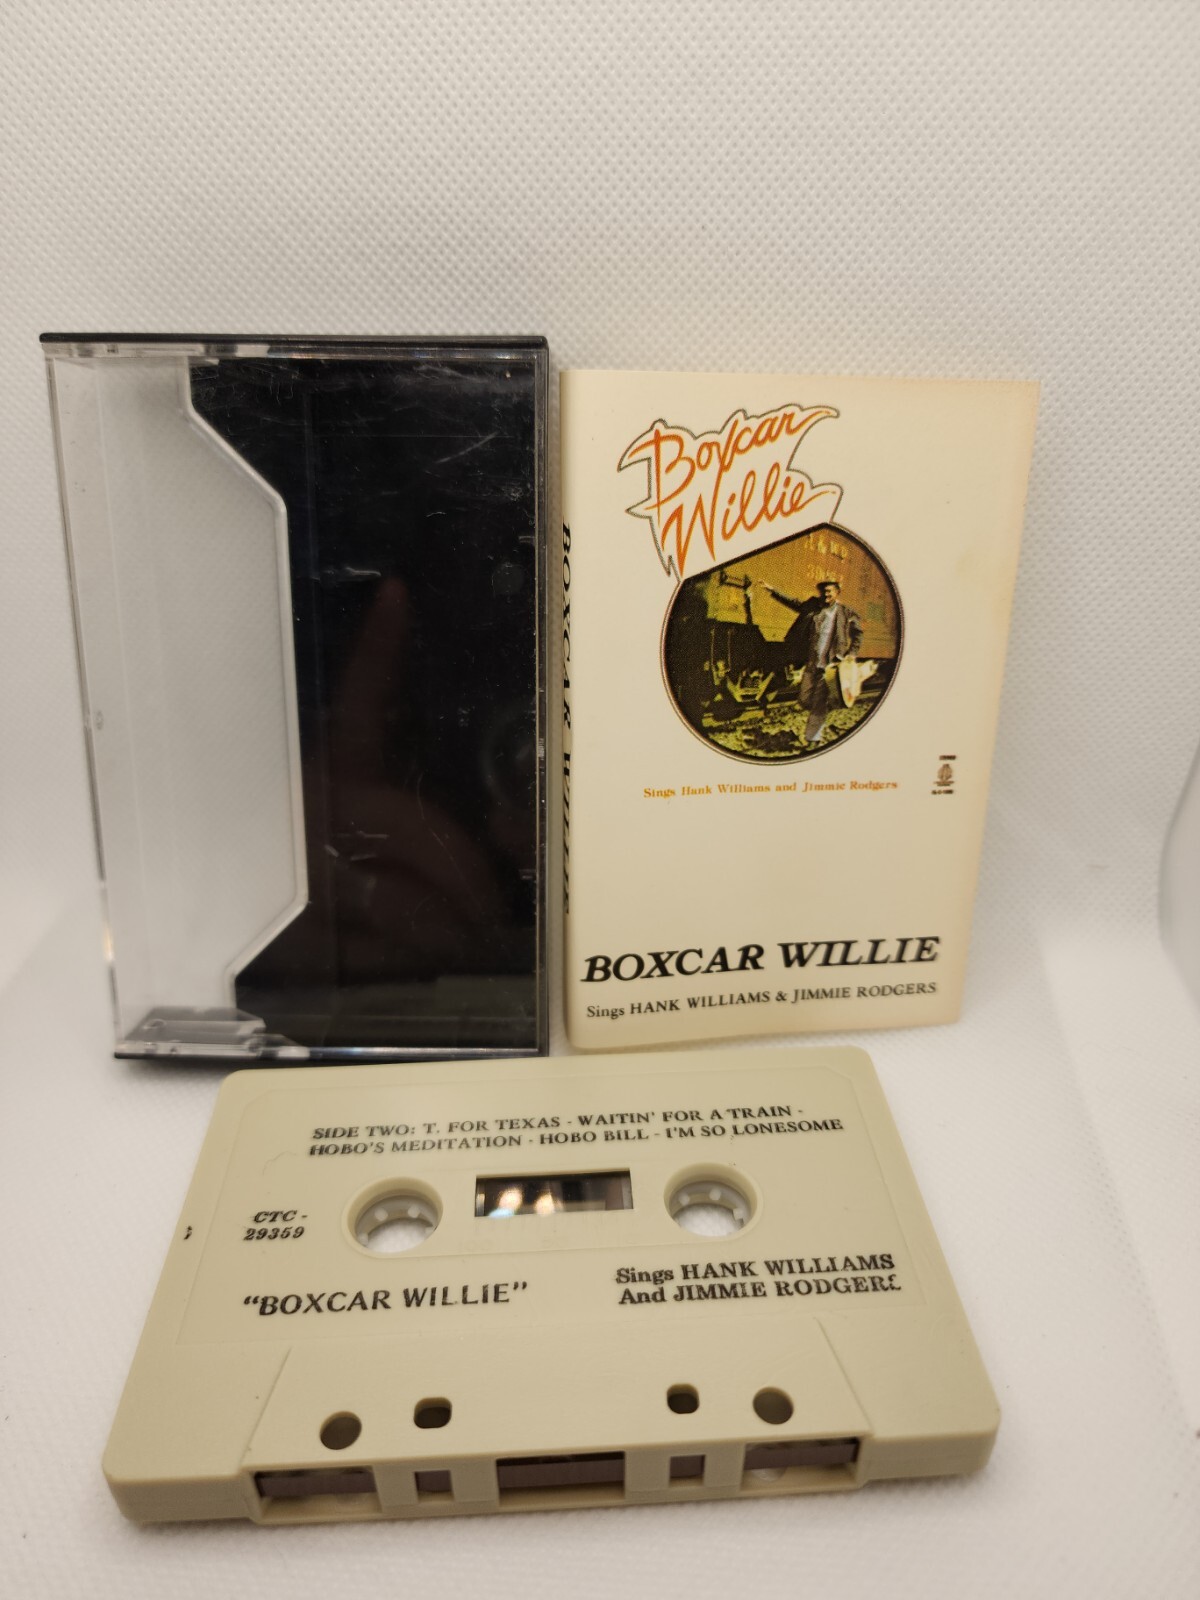 BOXCAR WILLIE
Boxcar
Willie
Sings Hank Williams and Jimmie Rodgers
BOXCAR WILLIE
Sings HANK WILLIAMS & JIMMIE RODGERS
SIDE TWO: T. FOR TEXAS - WAITIN' FOR A TRAIN -
HOBO'S MEDITATION - HOBO BILL - I'M SO LONESOME
CTC -
29359
"BOXCAR WILLIE"
Sings HANK WILLIAMS
And JIMMIE RODGERS